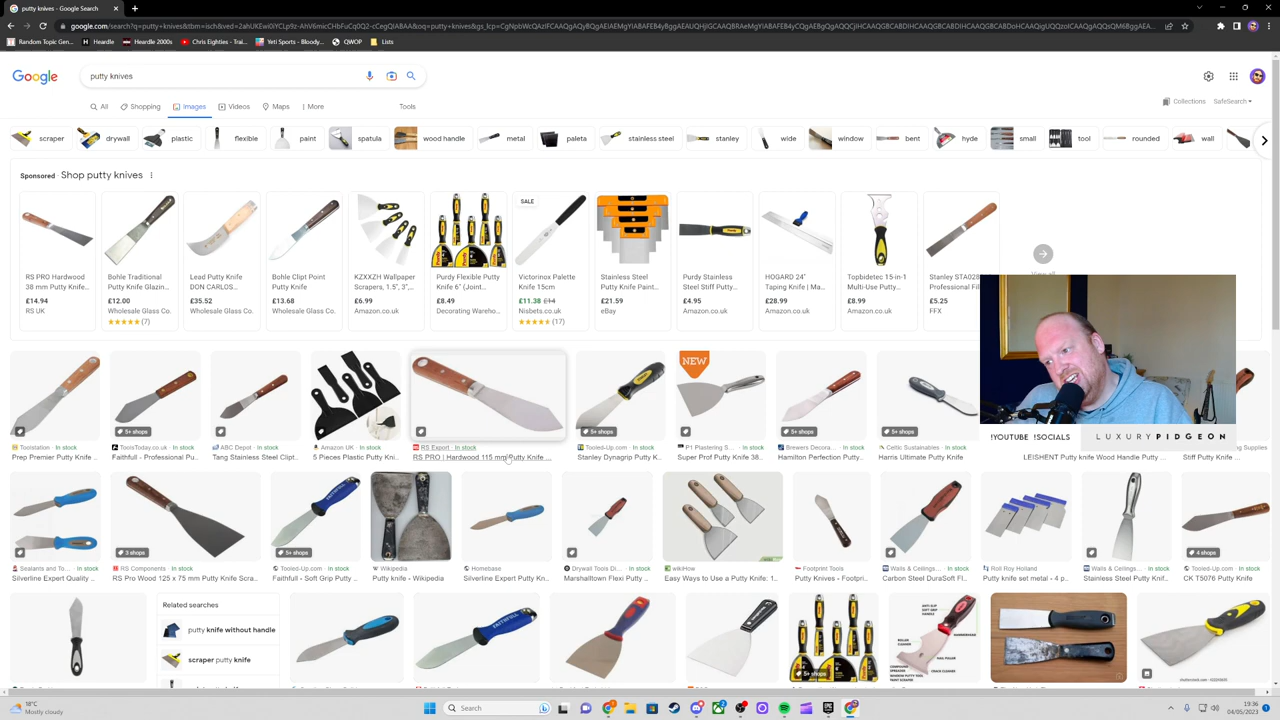 putty knives - Google Search
google.com/search?q=putty+knives&tbm=isch&ved=
Random Topic Gen...
Heardle
Heardle 2000s
Chris Eighties - Trai...
Yeti Sports - Bloody...
QWOP
Lists
Google
putty knives
All
Shopping
Images
Videos
Maps
More
Tools
Collections
SafeSearch
scraper
drywall
plastic
flexible
paint
spatula
wood handle
metal
paleta
stainless steel
stanley
wide
window
bent
hyde
small
tool
rounded
wall
Sponsored · Shop putty knives
SALE
RS PRO Hardwood 38 mm Putty Knife...
£14.94
RS UK
Bohle Traditional Putty Knife Glazin...
£12.00
Wholesale Glass Co.
(7)
Lead Putty Knife DON CARLOS...
£35.52
Wholesale Glass Co.
Bohle Clipt Point Putty Knife
£13.68
Wholesale Glass Co.
KZXXZH Wallpaper Scrapers, 1.5", 3",...
£6.99
Amazon.co.uk
Purdy Flexible Putty Knife 6" (Joint...
£8.49
Decorating Wareho...
Victorinox Palette Knife 15cm
£11.38 £14
Nisbets.co.uk
(17)
Stainless Steel Putty Knife Paint...
£21.59
eBay
Purdy Stainless Steel Stiff Putty...
£4.95
Amazon.co.uk
HOGARD 24" Taping Knife | Ma...
£28.99
Amazon.co.uk
Topbidetec 15-in-1 Multi-Use Putty...
£8.99
Amazon.co.uk
Stanley STA028... Professional Fil...
£5.25
FFX
NEW
5+ shops
5+ shops
5+ shops
5+ shops
5+ shops
Toolstation · In stock
Prep Premier Putty Knife ...
ToolsToday.co.uk · In stock
Faithfull - Professional Pu...
ABC Depot · In stock
Tang Stainless Steel Clipt...
Amazon UK · In stock
5 Pieces Plastic Putty Kni...
RS Export · In stock
RS PRO | Hardwood 115 mm Putty Knife ...
Tooled-Up.com · In stock
Stanley Dynagrip Putty K...
P1 Plastering S... · In stock
Super Prof Putty Knife 38...
Brewers Decora... · In stock
Hamilton Perfection Putty...
Celtic Sustainables · In stock
Harris Ultimate Putty Knife
!YOUTUBE !SOCIALS
LUXURYPIDGEON
LEISHENT Putty knife Wood Handle Putty ...
Stiff Putty Knife ...
3 shops
5+ shops
4 shops
Sealants and To... · In stock
Silverline Expert Quality ...
RS Components · In stock
RS Pro Wood 125 x 75 mm Putty Knife Scra...
Tooled-Up.com · In stock
Faithfull - Soft Grip Putty ...
Wikipedia
Putty knife - Wikipedia
Homebase
Silverline Expert Putty Kn...
Drywall Tools Di... · In stock
Marshalltown Flexi Putty ...
wikiHow
Easy Ways to Use a Putty Knife: 1...
Footprint Tools
Putty Knives - Footpri...
Walls & Ceilings... · In stock
Carbon Steel DuraSoft Fl...
Roll Roy Holland
Putty knife set metal - 4 p...
Walls & Ceilings... · In stock
Stainless Steel Putty Knif...
Tooled-Up.com · In stock
CK T5076 Putty Knife
Related searches
putty knife without handle
scraper putty knife
5+ shops
18°C
Mostly cloudy
Search
19:36
04/05/2023